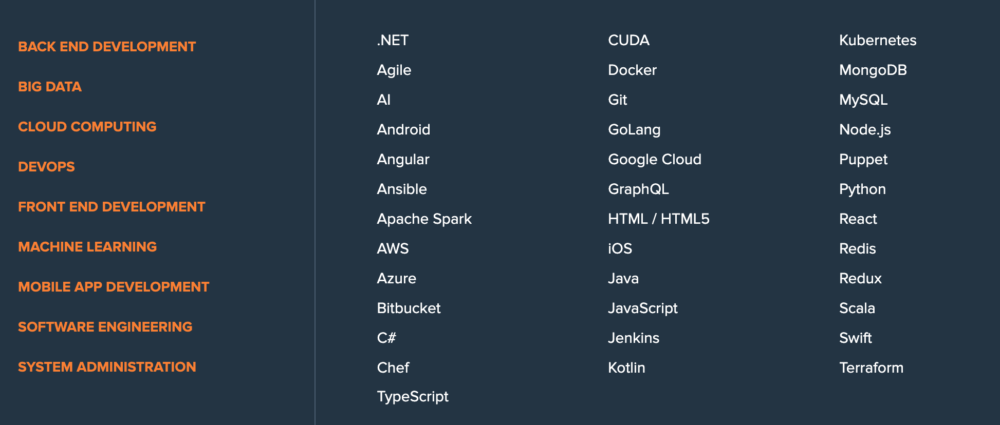 BACK END DEVELOPMENT
BIG DATA
CLOUD COMPUTING
DEVOPS
FRONT END DEVELOPMENT
MACHINE LEARNING
MOBILE APP DEVELOPMENT
SOFTWARE ENGINEERING
SYSTEM ADMINISTRATION
.NET
Agile
AI
Android
Angular
Ansible
Apache Spark
AWS
Azure
Bitbucket
C#
Chef
TypeScript
CUDA
Docker
Git
GoLang
Google Cloud
GraphQL
HTML / HTML5
iOS
Java
JavaScript
Jenkins
Kotlin
Kubernetes
MongoDB
MySQL
Node.js
Puppet
Python
React
Redis
Redux
Scala
Swift
Terraform